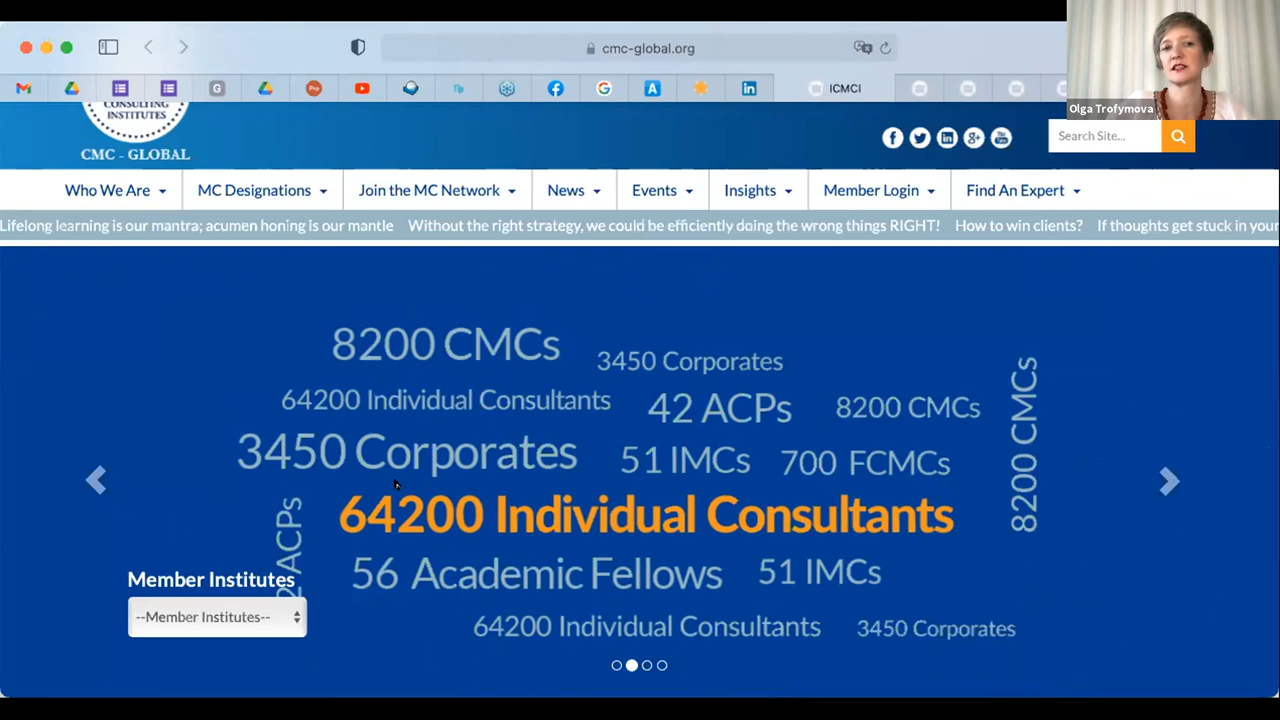 cmc-global.org
ICMCI
Olga Trofymova
CONSULTING
INSTITUTES
CMC - GLOBAL
Search Site...
Who We Are
MC Designations
Join the MC Network
News
Events
Insights
Member Login
Find An Expert
Lifelong learning is our mantra; acumen honing is our mantle Without the right strategy, we could be efficiently doing the wrong things RIGHT! How to win clients? If thoughts get stuck in your
8200 CMCs
3450 Corporates
64200 Individual Consultants
42 ACPs
8200 CMCs
8200 CMCs
3450 Corporates
51 IMCs
700 FCMCs
64200 Individual Consultants
2 ACPs
56 Academic Fellows
51 IMCs
Member Institutes
--Member Institutes--
64200 Individual Consultants
3450 Corporates